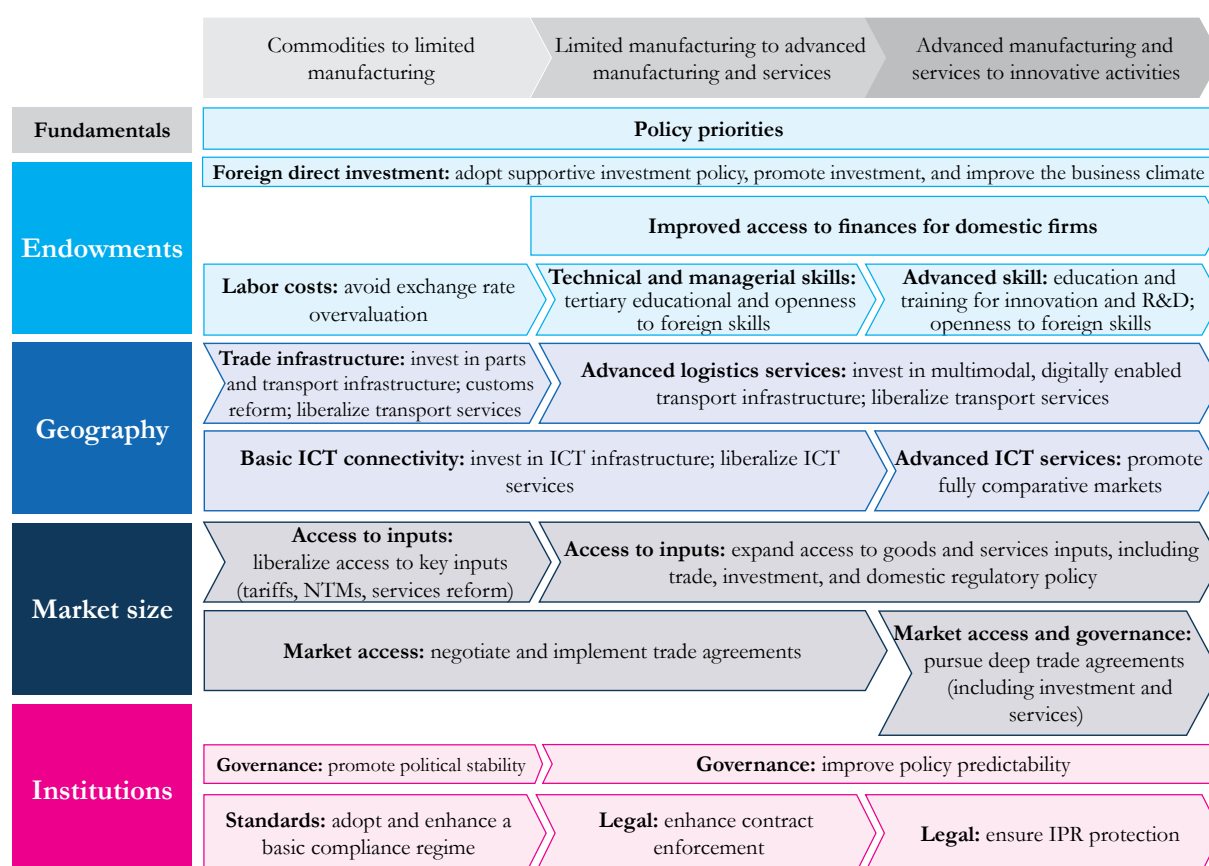 Commodities to limited
manufacturing
Limited manufacturing to advanced
manufacturing and services
Advanced manufacturing and
services to innovative activities
Fundamentals
Policy priorities
Endowments
Foreign direct investment: adopt supportive investment policy, promote investment, and improve the business climate
Improved access to finances for domestic firms
Labor costs: avoid exchange rate
overvaluation
Technical and managerial skills:
tertiary educational and openness
to foreign skills
Advanced skill: education and
training for innovation and R&D;
openness to foreign skills
Geography
Trade infrastructure: invest in parts
and transport infrastructure; customs
reform; liberalize transport services
Advanced logistics services: invest in multimodal, digitally enabled
transport infrastructure; liberalize transport services
Basic ICT connectivity: invest in ICT infrastructure; liberalize ICT
services
Advanced ICT services: promote
fully comparative markets
Market size
Access to inputs:
liberalize access to key inputs
(tariffs, NTMs, services reform)
Access to inputs: expand access to goods and services inputs, including
trade, investment, and domestic regulatory policy
Market access: negotiate and implement trade agreements
Market access and governance:
pursue deep trade agreements
(including investment and
services)
Institutions
Governance: promote political stability
Governance: improve policy predictability
Standards: adopt and enhance a
basic compliance regime
Legal: enhance contract
enforcement
Legal: ensure IPR protection